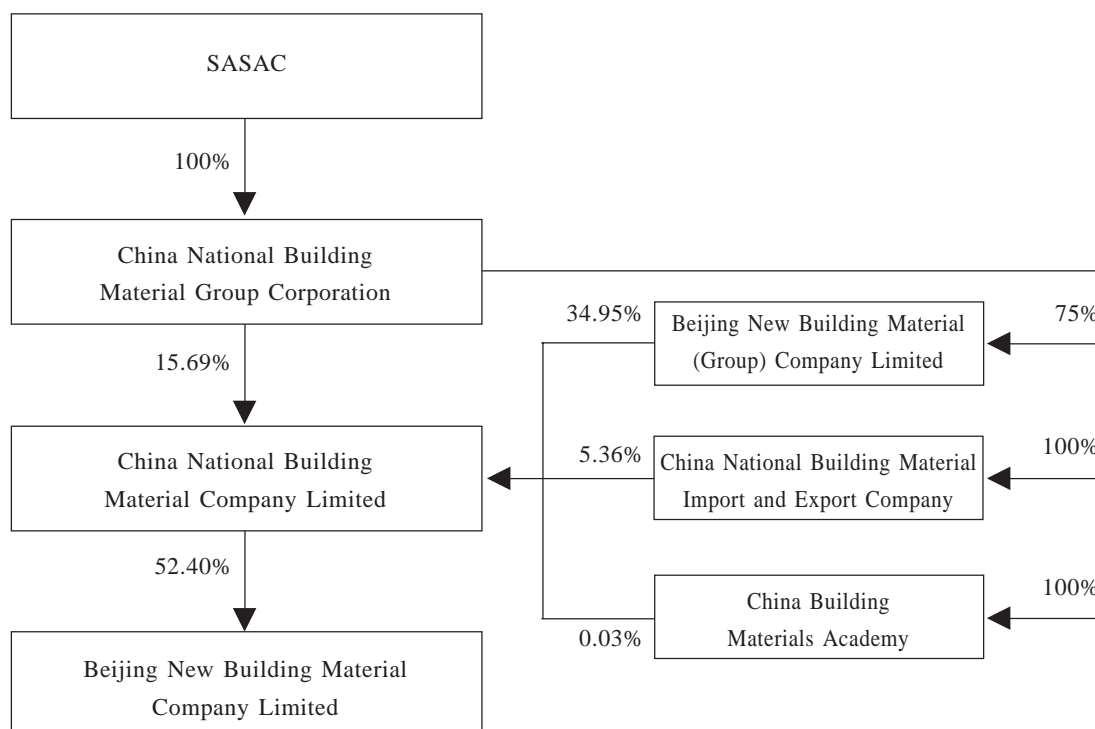 SASAC
100%
China National Building
Material Group Corporation
34.95%
Beijing New Building Material
(Group) Company Limited
75%
15.69%
China National Building
Material Company Limited
5.36%
China National Building Material
Import and Export Company
100%
52.40%
China Building
Materials Academy
100%
0.03%
Beijing New Building Material
Company Limited